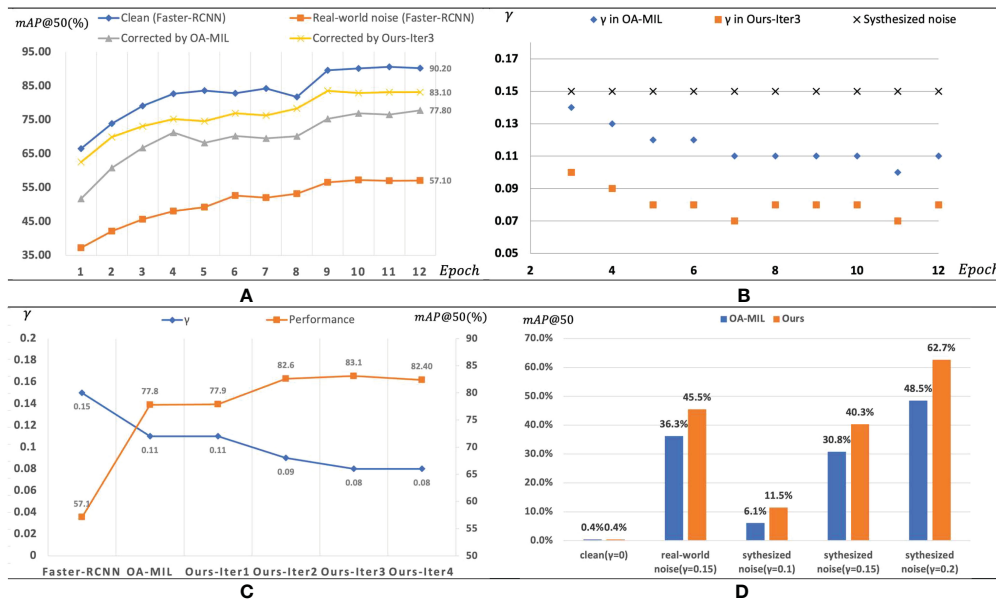 mAP@50(%)
Clean (Faster-RCNN)
Real-world noise (Faster-RCNN)
Corrected by OA-MIL
Corrected by Ours-Iter3
95.00
85.00
75.00
65.00
55.00
45.00
35.00
90.20
83.10
77.80
57.10
1 2 3 4 5 6 7 8 9 10 11 12
Epoch
A
γ
γ in OA-MIL
γ in Ours-Iter3
Systhesized noise
0.17
0.15
0.13
0.11
0.09
0.07
0.05
2 4 6 8 10 12
Epoch
B
γ
γ
Performance
mAP@50(%)
0.2
0.18
0.16
0.14
0.12
0.1
0.08
0.06
0.04
0.02
0
90
85
80
75
70
65
60
55
50
57.1
77.8
77.9
82.6
83.1
82.40
0.15
0.11
0.11
0.09
0.08
0.08
Faster-RCNN OA-MIL Ours-Iter1 Ours-Iter2 Ours-Iter3 Ours-Iter4
C
mAP@50
OA-MIL
Ours
70.0%
60.0%
50.0%
40.0%
30.0%
20.0%
10.0%
0.0%
0.4% 0.4%
36.3%
45.5%
6.1%
11.5%
30.8%
40.3%
48.5%
62.7%
clean(γ=0)
real-world
noise(γ=0.15)
sythesized
noise(γ=0.1)
sythesized
noise(γ=0.15)
sythesized
noise(γ=0.2)
D